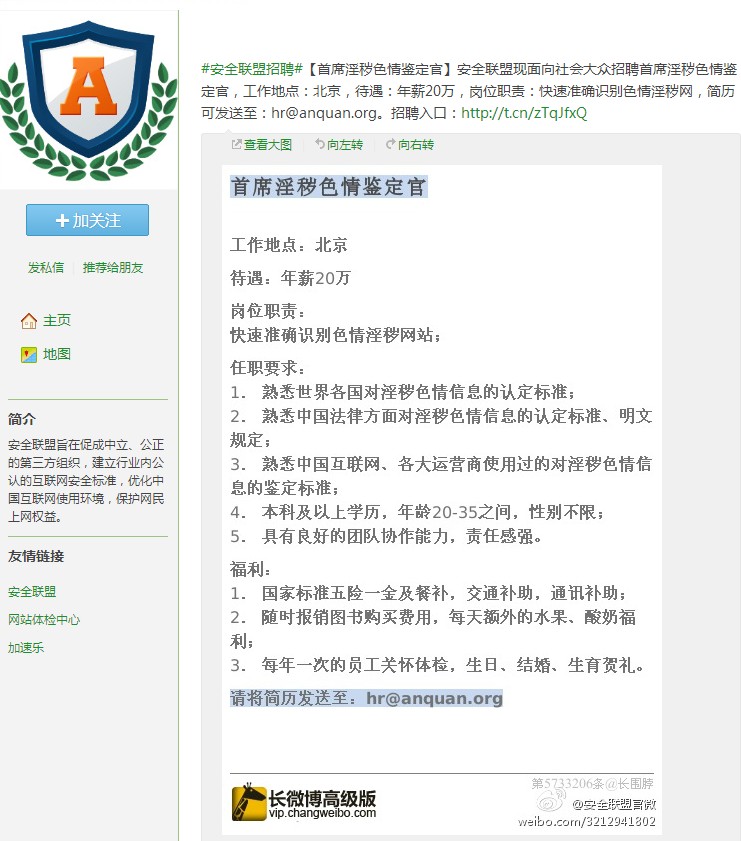 A
加关注
发私信
推荐给朋友
主页
地图
简介
安全联盟旨在促成中立、公正
的第三方组织，建立行业内公
认的互联网安全标准，优化中
国互联网使用环境，保护网民
上网权益。
友情链接
安全联盟
网站体检中心
加速乐
#安全联盟招聘#【首席淫秽色情鉴定官】安全联盟现面向社会大众招聘首席淫秽色情鉴
定官，工作地点：北京，待遇：年薪20万，岗位职责：快速准确识别色情淫秽网，简历
可发送至：hr@anquan.org。招聘入口：http://t.cn/zTqJfxQ
查看大图 向左转 向右转
首席淫秽色情鉴定官
工作地点：北京
待遇：年薪20万
岗位职责：
快速准确识别色情淫秽网站；
任职要求：
1. 熟悉世界各国对淫秽色情信息的认定标准；
2. 熟悉中国法律方面对淫秽色情信息的认定标准、明文
规定；
3. 熟悉中国互联网、各大运营商使用过的对淫秽色情信
息的鉴定标准；
4. 本科及以上学历，年龄20-35之间，性别不限；
5. 具有良好的团队协作能力，责任感强。
福利：
1. 国家标准五险一金及餐补，交通补助，通讯补助；
2. 随时报销图书购买费用，每天额外的水果、酸奶福
利；
3. 每年一次的员工关怀体检，生日、结婚、生育贺礼。
请将简历发送至：hr@anquan.org
长微博高级版
vip.changweibo.com
第5733206条@长围脖
@安全联盟官微
weibo.com/3212941802